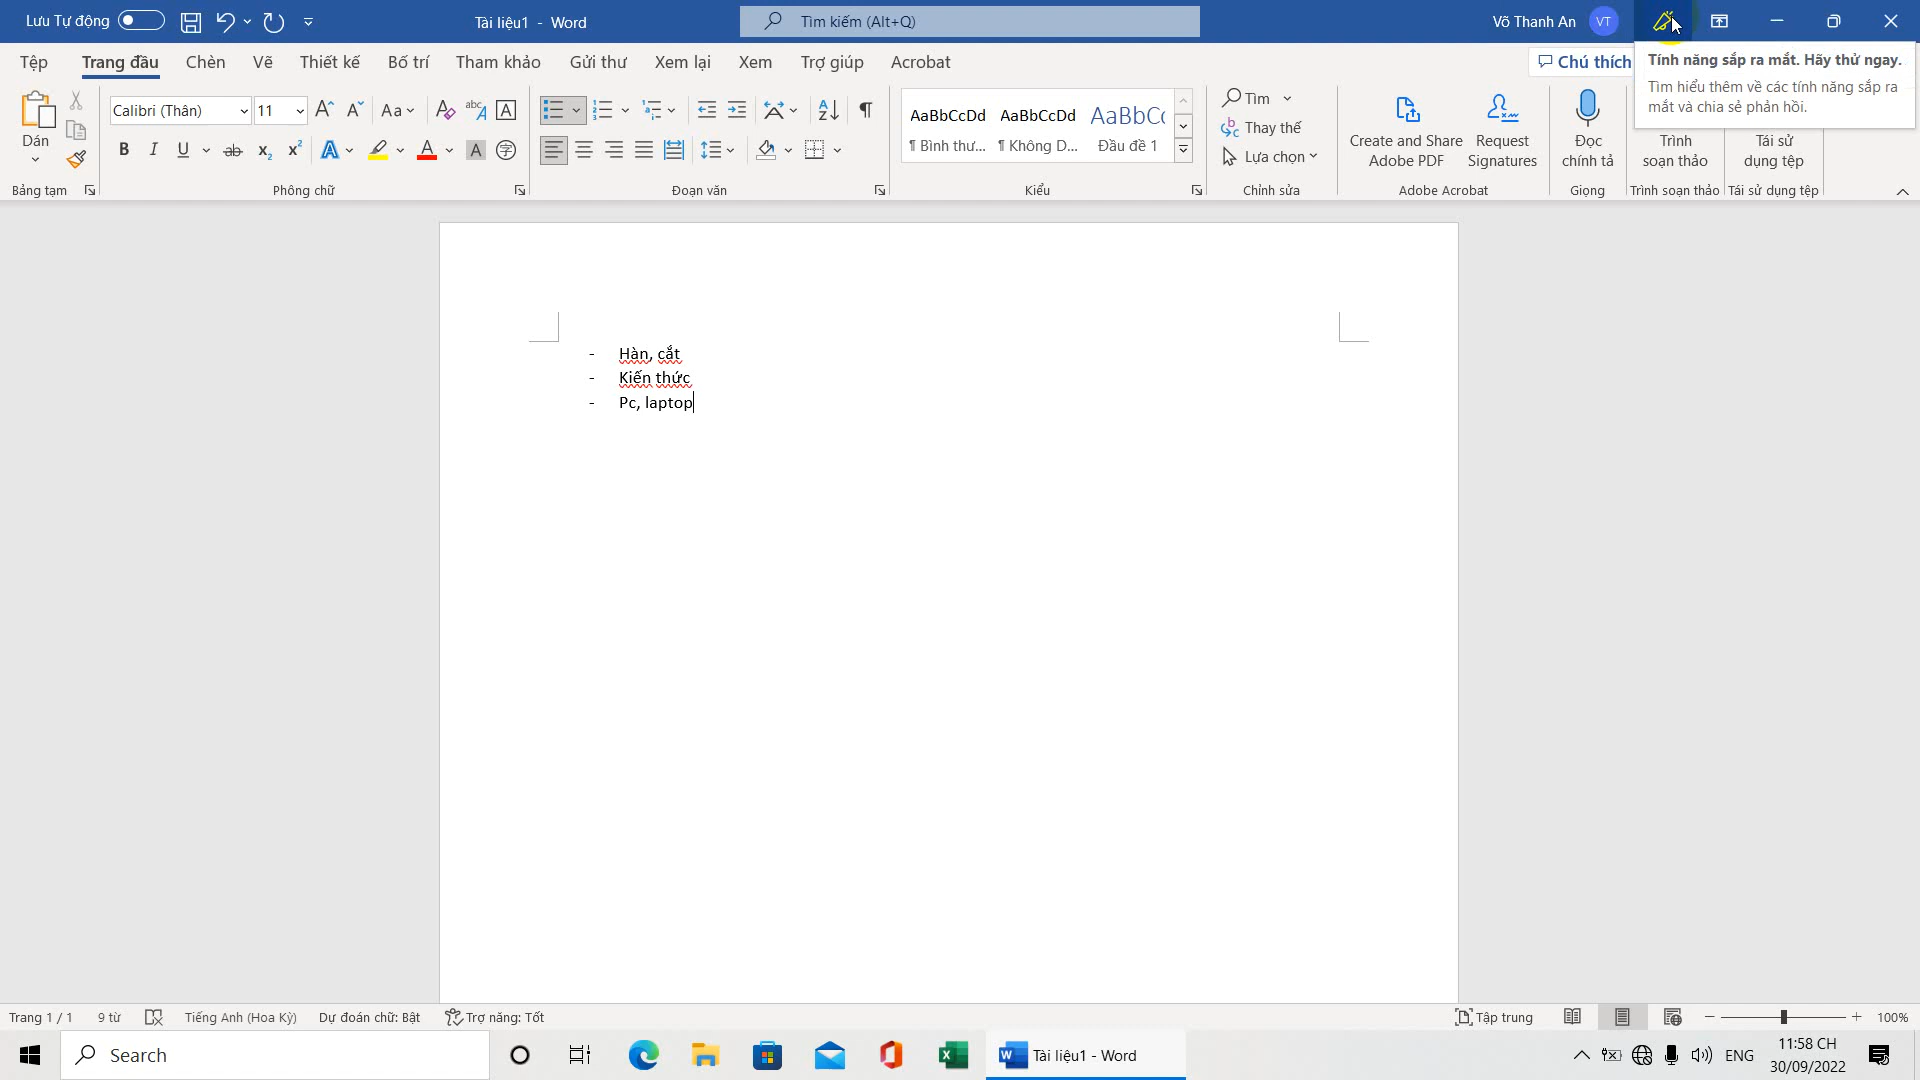 Lưu Tự động
Tài liệu1 - Word
Tìm kiếm (Alt+Q)
Võ Thanh An
VT
Tệp Trang đầu Chèn Vẽ Thiết kế Bố trí Tham khảo Gửi thư Xem lại Xem Trợ giúp Acrobat
Chú thích
Tính năng sắp ra mắt. Hãy thử ngay.
Tìm hiểu thêm về các tính năng sắp ra
mắt và chia sẻ phản hồi.
Dán
Calibri (Thân) 11
AaBbCcDd AaBbCcDd AaBbCc
¶ Bình thư... ¶ Không D... Đầu đề 1
Tìm
Thay thế
Lựa chọn
Create and Share
Adobe PDF
Request
Signatures
Đọc
chính tả
Trình
soạn thảo
Tái sử
dụng tệp
Bảng tạm Phông chữ Đoạn văn Kiểu Chỉnh sửa Adobe Acrobat Giọng Trình soạn thảo Tái sử dụng tệp
- Hàn, cắt
- Kiến thức
- Pc, laptop
Trang 1 / 1 9 từ Tiếng Anh (Hoa Kỳ) Dự đoán chữ: Bật Trợ năng: Tốt Tập trung 100%
Search
Tài liệu1 - Word
ENG
11:58 CH
30/09/2022